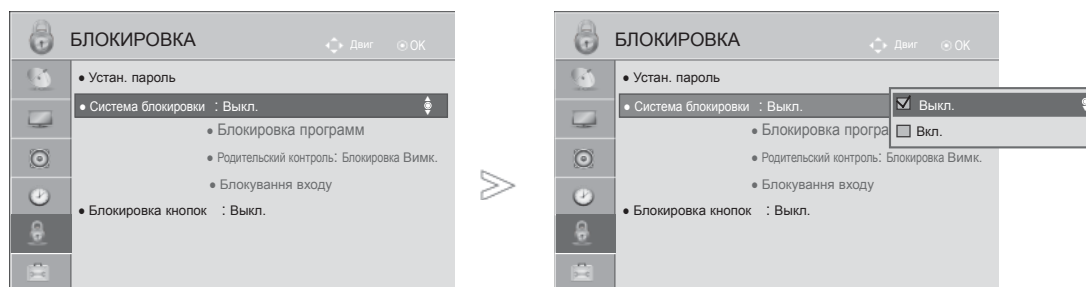 БЛОКИРОВКА
Двиг OK
• Устан. пароль
• Система блокировки : Выкл.
• Блокировка программ
• Родительский контроль: Блокировка Вимк.
• Блокування входу
• Блокировка кнопок : Выкл.
БЛОКИРОВКА
Двиг OK
• Устан. пароль
• Система блокировки : Выкл.
Выкл.
• Блокировка програ
Вкл.
• Родительский контроль: Блокировка Вимк.
• Блокування входу
• Блокировка кнопок : Выкл.